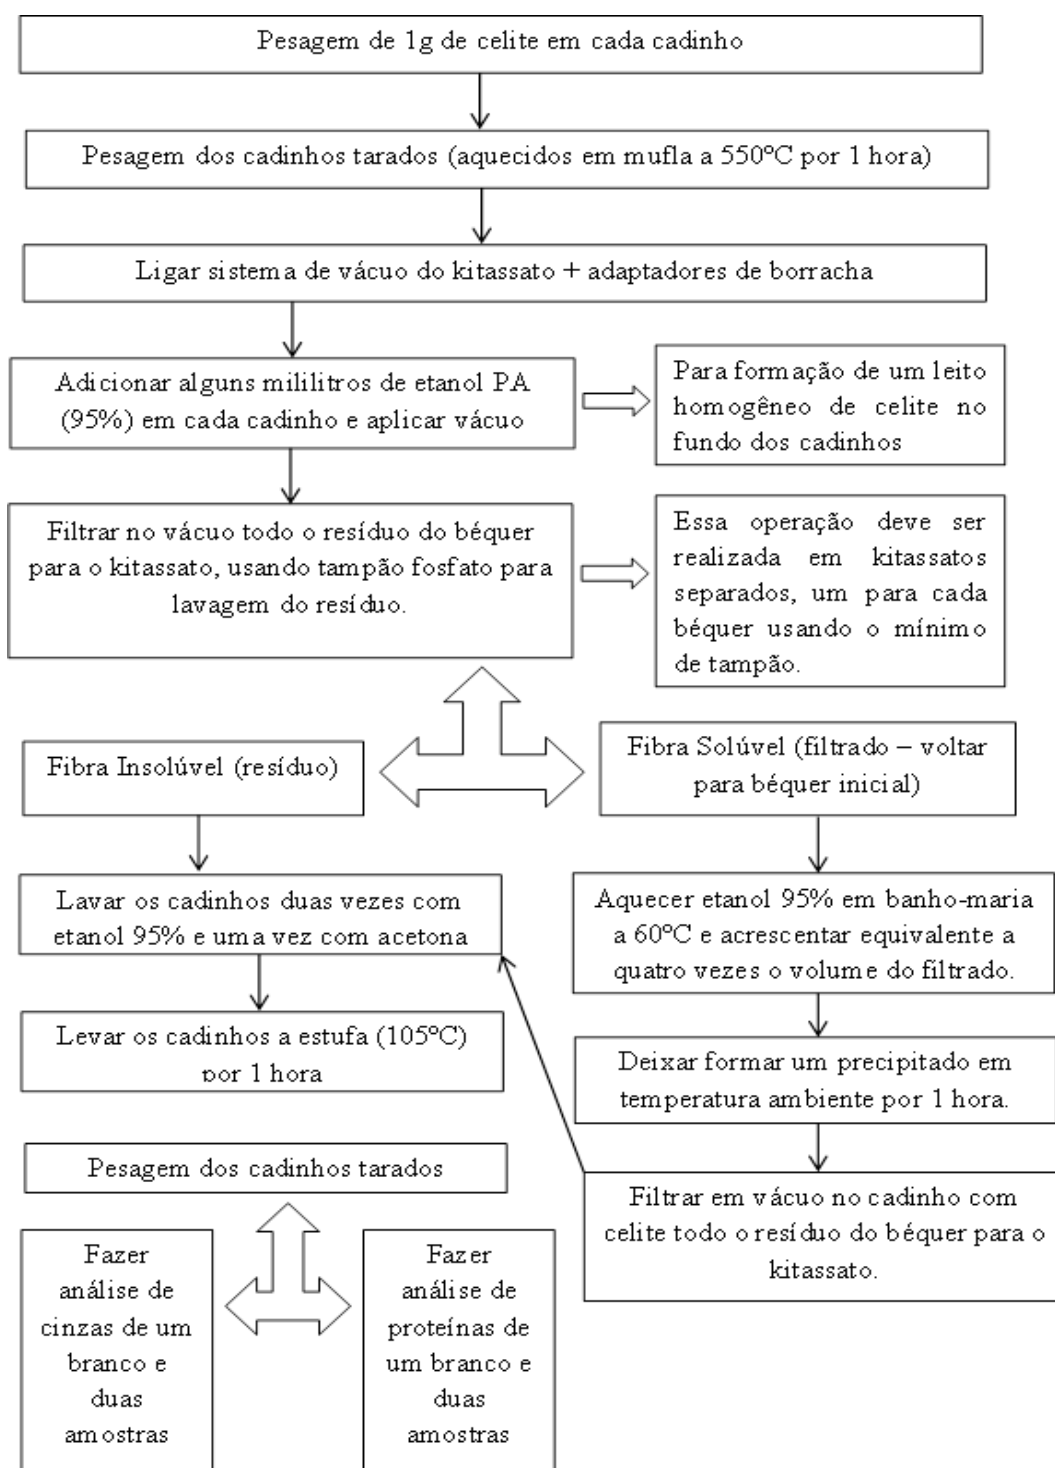 Pesagem de 1g de celite em cada cadinho
Pesagem dos cadinhos tarados (aquecidos em mufla a 550ºC por 1 hora)
Ligar sistema de vácuo do kitassato + adaptadores de borracha
Adicionar alguns mililitros de etanol PA
(95%) em cada cadinho e aplicar vácuo
Para formação de um leito
homogêneo de celite no
fundo dos cadinhos
Filtrar no vácuo todo o resíduo do béquer
para o kitassato, usando tampão fosfato para
lavagem do resíduo.
Essa operação deve ser
realizada em kitassatos
separados, um para cada
béquer usando o mínimo
de tampão.
Fibra Insolúvel (resíduo)
Fibra Solúvel (filtrado – voltar
para béquer inicial)
Lavar os cadinhos duas vezes com
etanol 95% e uma vez com acetona
Levar os cadinhos a estufa (105ºC)
por 1 hora
Aquecer etanol 95% em banho-maria
a 60ºC e acrescentar equivalente a
quatro vezes o volume do filtrado.
Deixar formar um precipitado em
temperatura ambiente por 1 hora.
Filtrar em vácuo no cadinho com
celite todo o resíduo do béquer para o
kitassato.
Pesagem dos cadinhos tarados
Fazer
análise de
cinzas de um
branco e
duas
amostras
Fazer
análise de
proteínas de
um branco e
duas
amostras